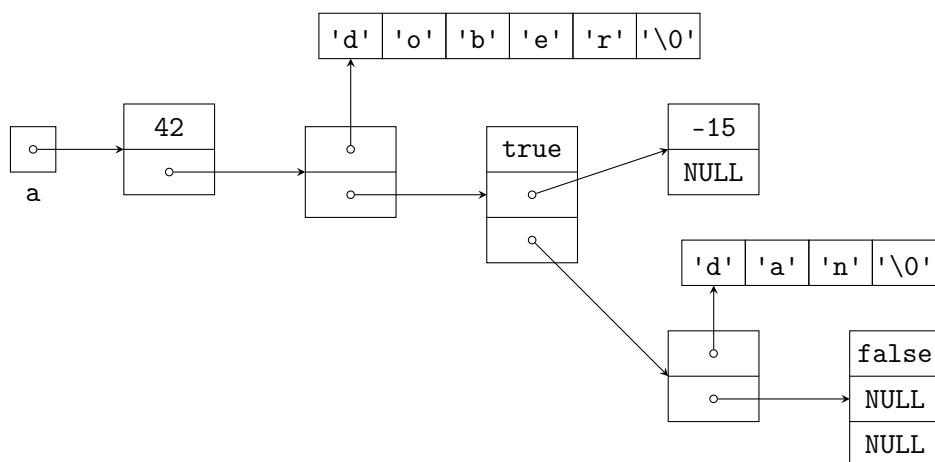 'd' 'o' 'b' 'e' 'r' '\0'
42
a
true
-15
NULL
'd' 'a' 'n' '\0'
false
NULL
NULL